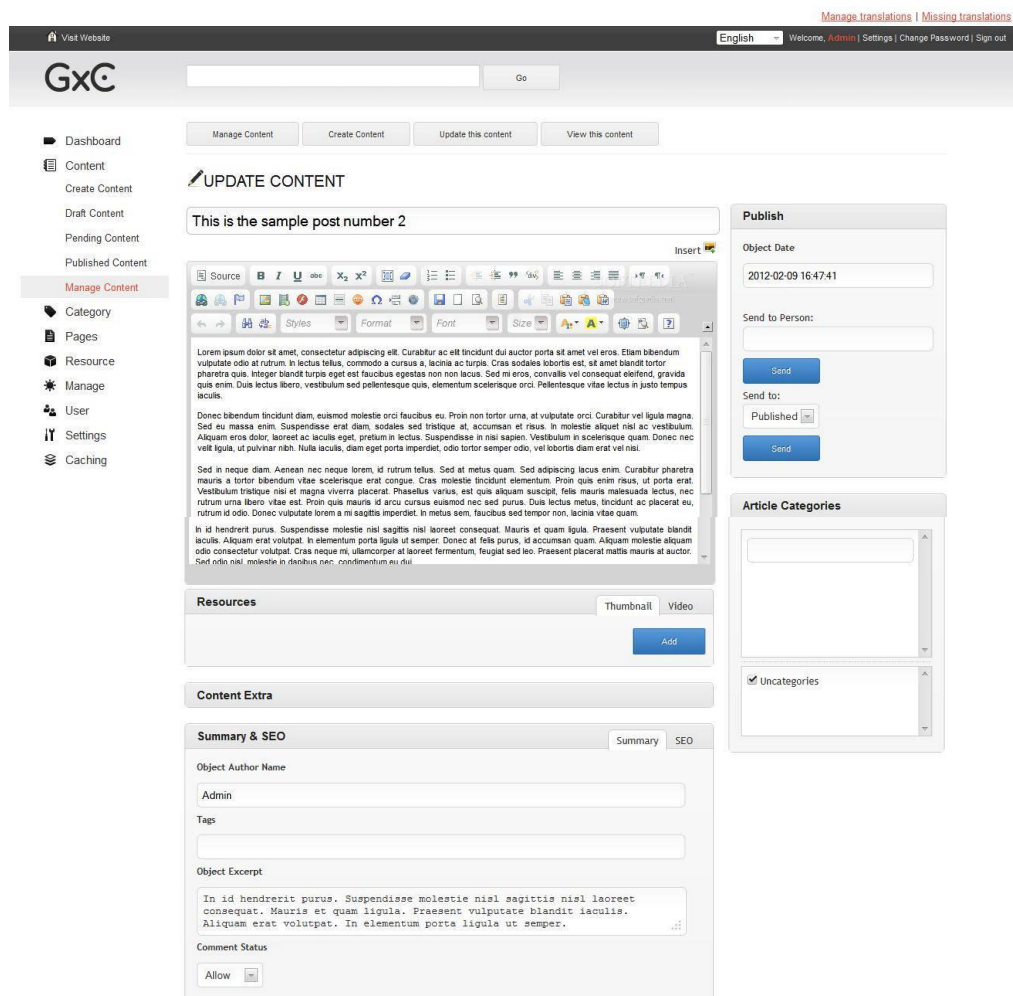 Manage translations | Missing translations
Visit Website
English
Welcome, Admin | Settings | Change Password | Sign out
GxC
Go
Dashboard
Content
Create Content
Draft Content
Pending Content
Published Content
Manage Content
Category
Pages
Resource
Manage
User
Settings
Caching
Manage Content
Create Content
Update this content
View this content
UPDATE CONTENT
This is the sample post number 2
Insert
Source B I U abc X2 X²
Styles Format Font Size
Lorem ipsum dolor sit amet, consectetur adipiscing elit. Curabitur ac elit tincidunt dui auctor porta sit amet vel eros. Etiam bibendum
vulputate odio at rutrum. In lectus tellus, commodo a cursus a, lacinia ac turpis. Cras sodales lobortis est, sit amet blandit tortor
pharetra quis. Integer blandit turpis eget est faucibus egestas non non lacus. Sed mi eros, convallis vel consequat eleifend, gravida
quis enim. Duis lectus libero, vestibulum sed pellentesque quis, elementum scelerisque orci. Pellentesque vitae lectus in justo tempus
iaculis.
Donec bibendum tincidunt diam, euismod molestie orci faucibus eu. Proin non tortor urna, at vulputate orci. Curabitur vel ligula magna.
Sed eu massa enim. Suspendisse erat diam, sodales sed tristique at, accumsan et risus. In molestie aliquet nisl ac vestibulum.
Aliquam eros dolor, laoreet ac iaculis eget, pretium in lectus. Suspendisse in nisi sapien. Vestibulum in scelerisque quam. Donec nec
velit ligula, ut pulvinar nibh. Nulla iaculis, diam eget porta imperdiet, odio tortor semper odio, vel lobortis diam erat vel nisi.
Sed in neque diam. Aenean nec neque lorem, id rutrum tellus. Sed at metus quam. Sed adipiscing lacus enim. Curabitur pharetra
mauris a tortor bibendum vitae scelerisque erat congue. Cras molestie tincidunt elementum. Proin quis enim risus, ut porta erat.
Vestibulum tristique nisi et magna viverra placerat. Phasellus varius, est quis aliquam suscipit, felis mauris malesuada lectus, nec
rutrum urna libero vitae est. Proin quis mauris id arcu cursus euismod nec sed purus. Duis lectus metus, tincidunt ac placerat eu,
rutrum id odio. Donec vulputate lorem a mi sagittis imperdiet. In metus sem, faucibus sed tempor non, lacinia vitae quam.
In id hendrerit purus. Suspendisse molestie nisl sagittis nisl laoreet consequat. Mauris et quam ligula. Praesent vulputate blandit
iaculis. Aliquam erat volutpat. In elementum porta ligula ut semper. Donec at felis purus, id accumsan quam. Aliquam molestie aliquam
odio consectetur volutpat. Cras neque mi, ullamcorper at laoreet fermentum, feugiat sed leo. Praesent placerat mattis mauris at auctor.
Sed odio nisl, molestie in dapibus nec, condimentum eu dui
Resources
Thumbnail Video
Add
Content Extra
Summary & SEO
Summary SEO
Object Author Name
Admin
Tags
Object Excerpt
In id hendrerit purus. Suspendisse molestie nisl sagittis nisl laoreet
consequat. Mauris et quam ligula. Praesent vulputate blandit iaculis.
Aliquam erat volutpat. In elementum porta ligula ut semper.
Comment Status
Allow
Publish
Object Date
2012-02-09 16:47:41
Send to Person:
Send
Send to:
Published
Send
Article Categories
Uncategories